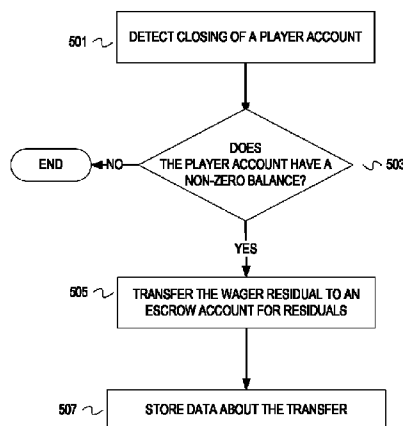 501
DETECT CLOSING OF A PLAYER ACCOUNT
DOES
THE PLAYER ACCOUNT HAVE A
NON-ZERO BALANCE?
503
NO
END
YES
505
TRANSFER THE WAGER RESIDUAL TO AN
ESCROW ACCOUNT FOR RESIDUALS
507
STORE DATA ABOUT THE TRANSFER